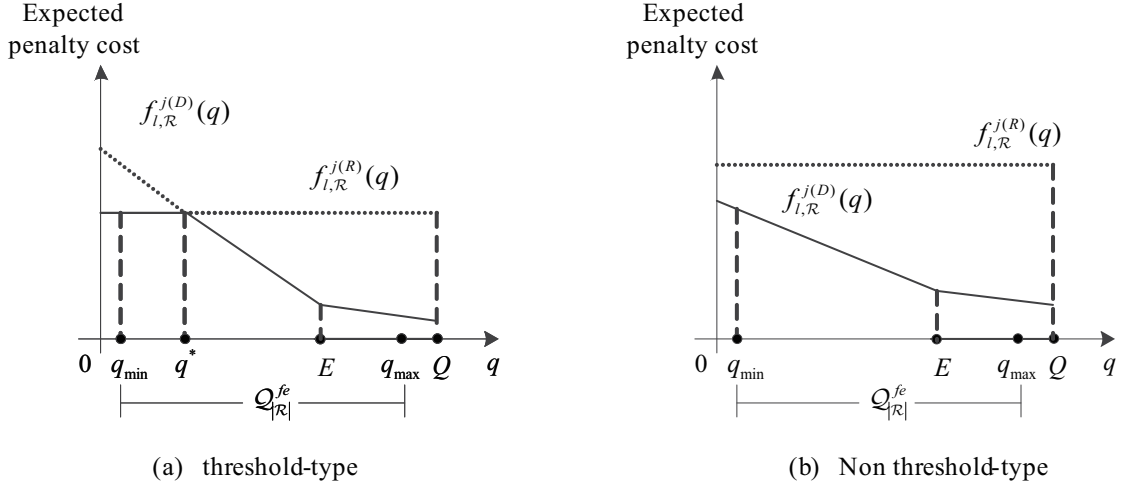 Expected
penalty cost
f_{l,ℛ}^{j(D)}(q)
f_{l,ℛ}^{j(R)}(q)
0 q_min q* E q_max Q q
𝒬_{|ℛ|}^{fe}
(a) threshold-type
Expected
penalty cost
f_{l,ℛ}^{j(R)}(q)
f_{l,ℛ}^{j(D)}(q)
0 q_min E q_max Q q
𝒬_{|ℛ|}^{fe}
(b) Non threshold-type